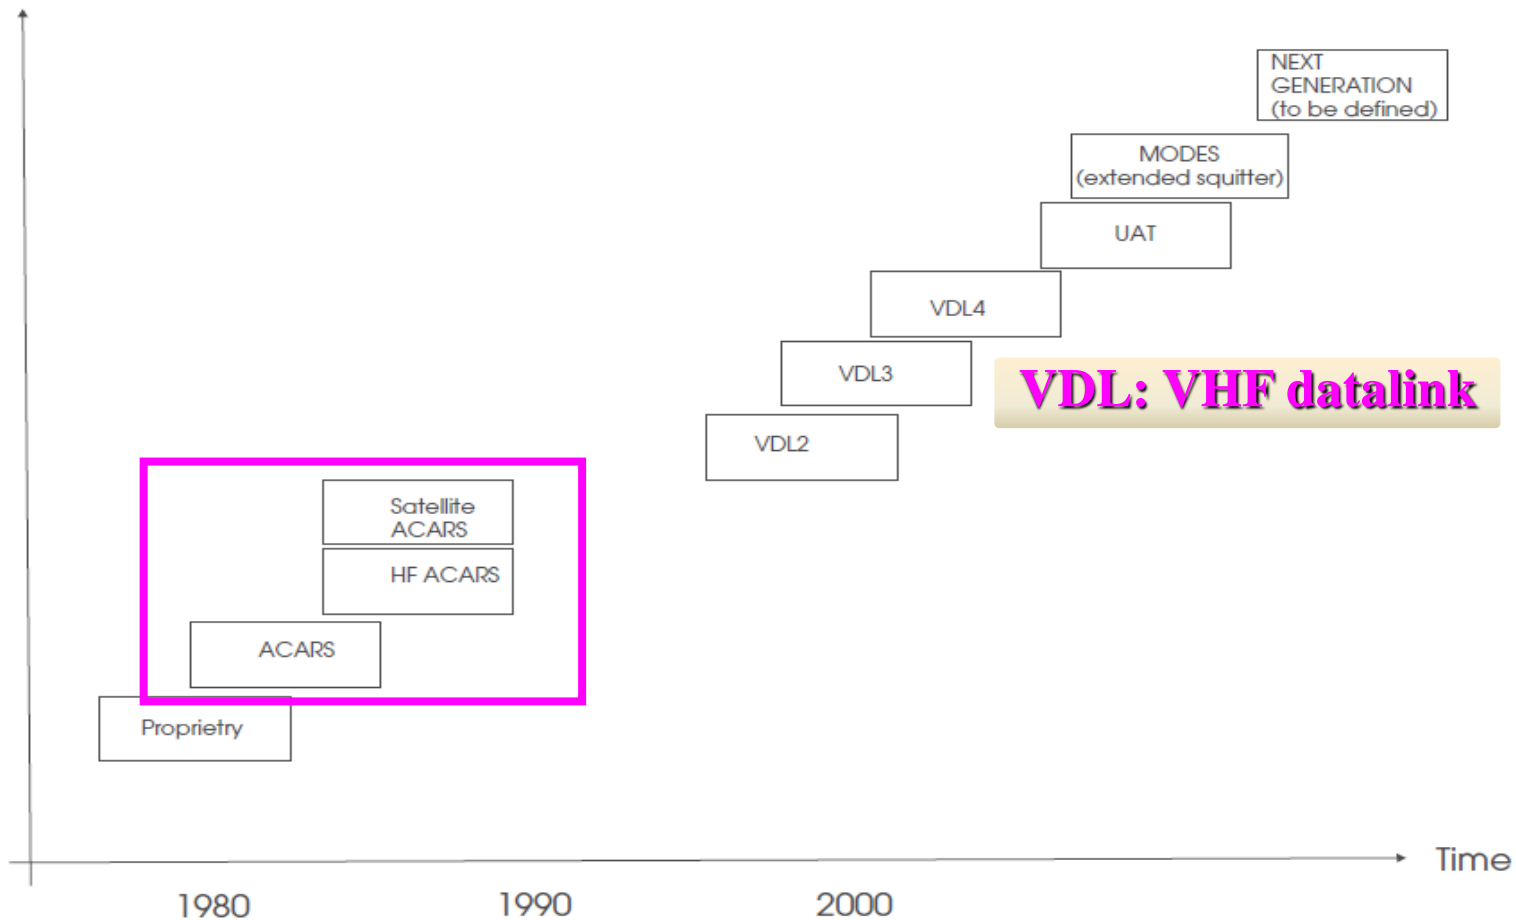 NEXT
GENERATION
(to be defined)
MODES
(extended squitter)
UAT
VDL4
VDL3
VDL: VHF datalink
VDL2
Satellite
ACARS
HF ACARS
ACARS
Proprietry
Time
1980
1990
2000